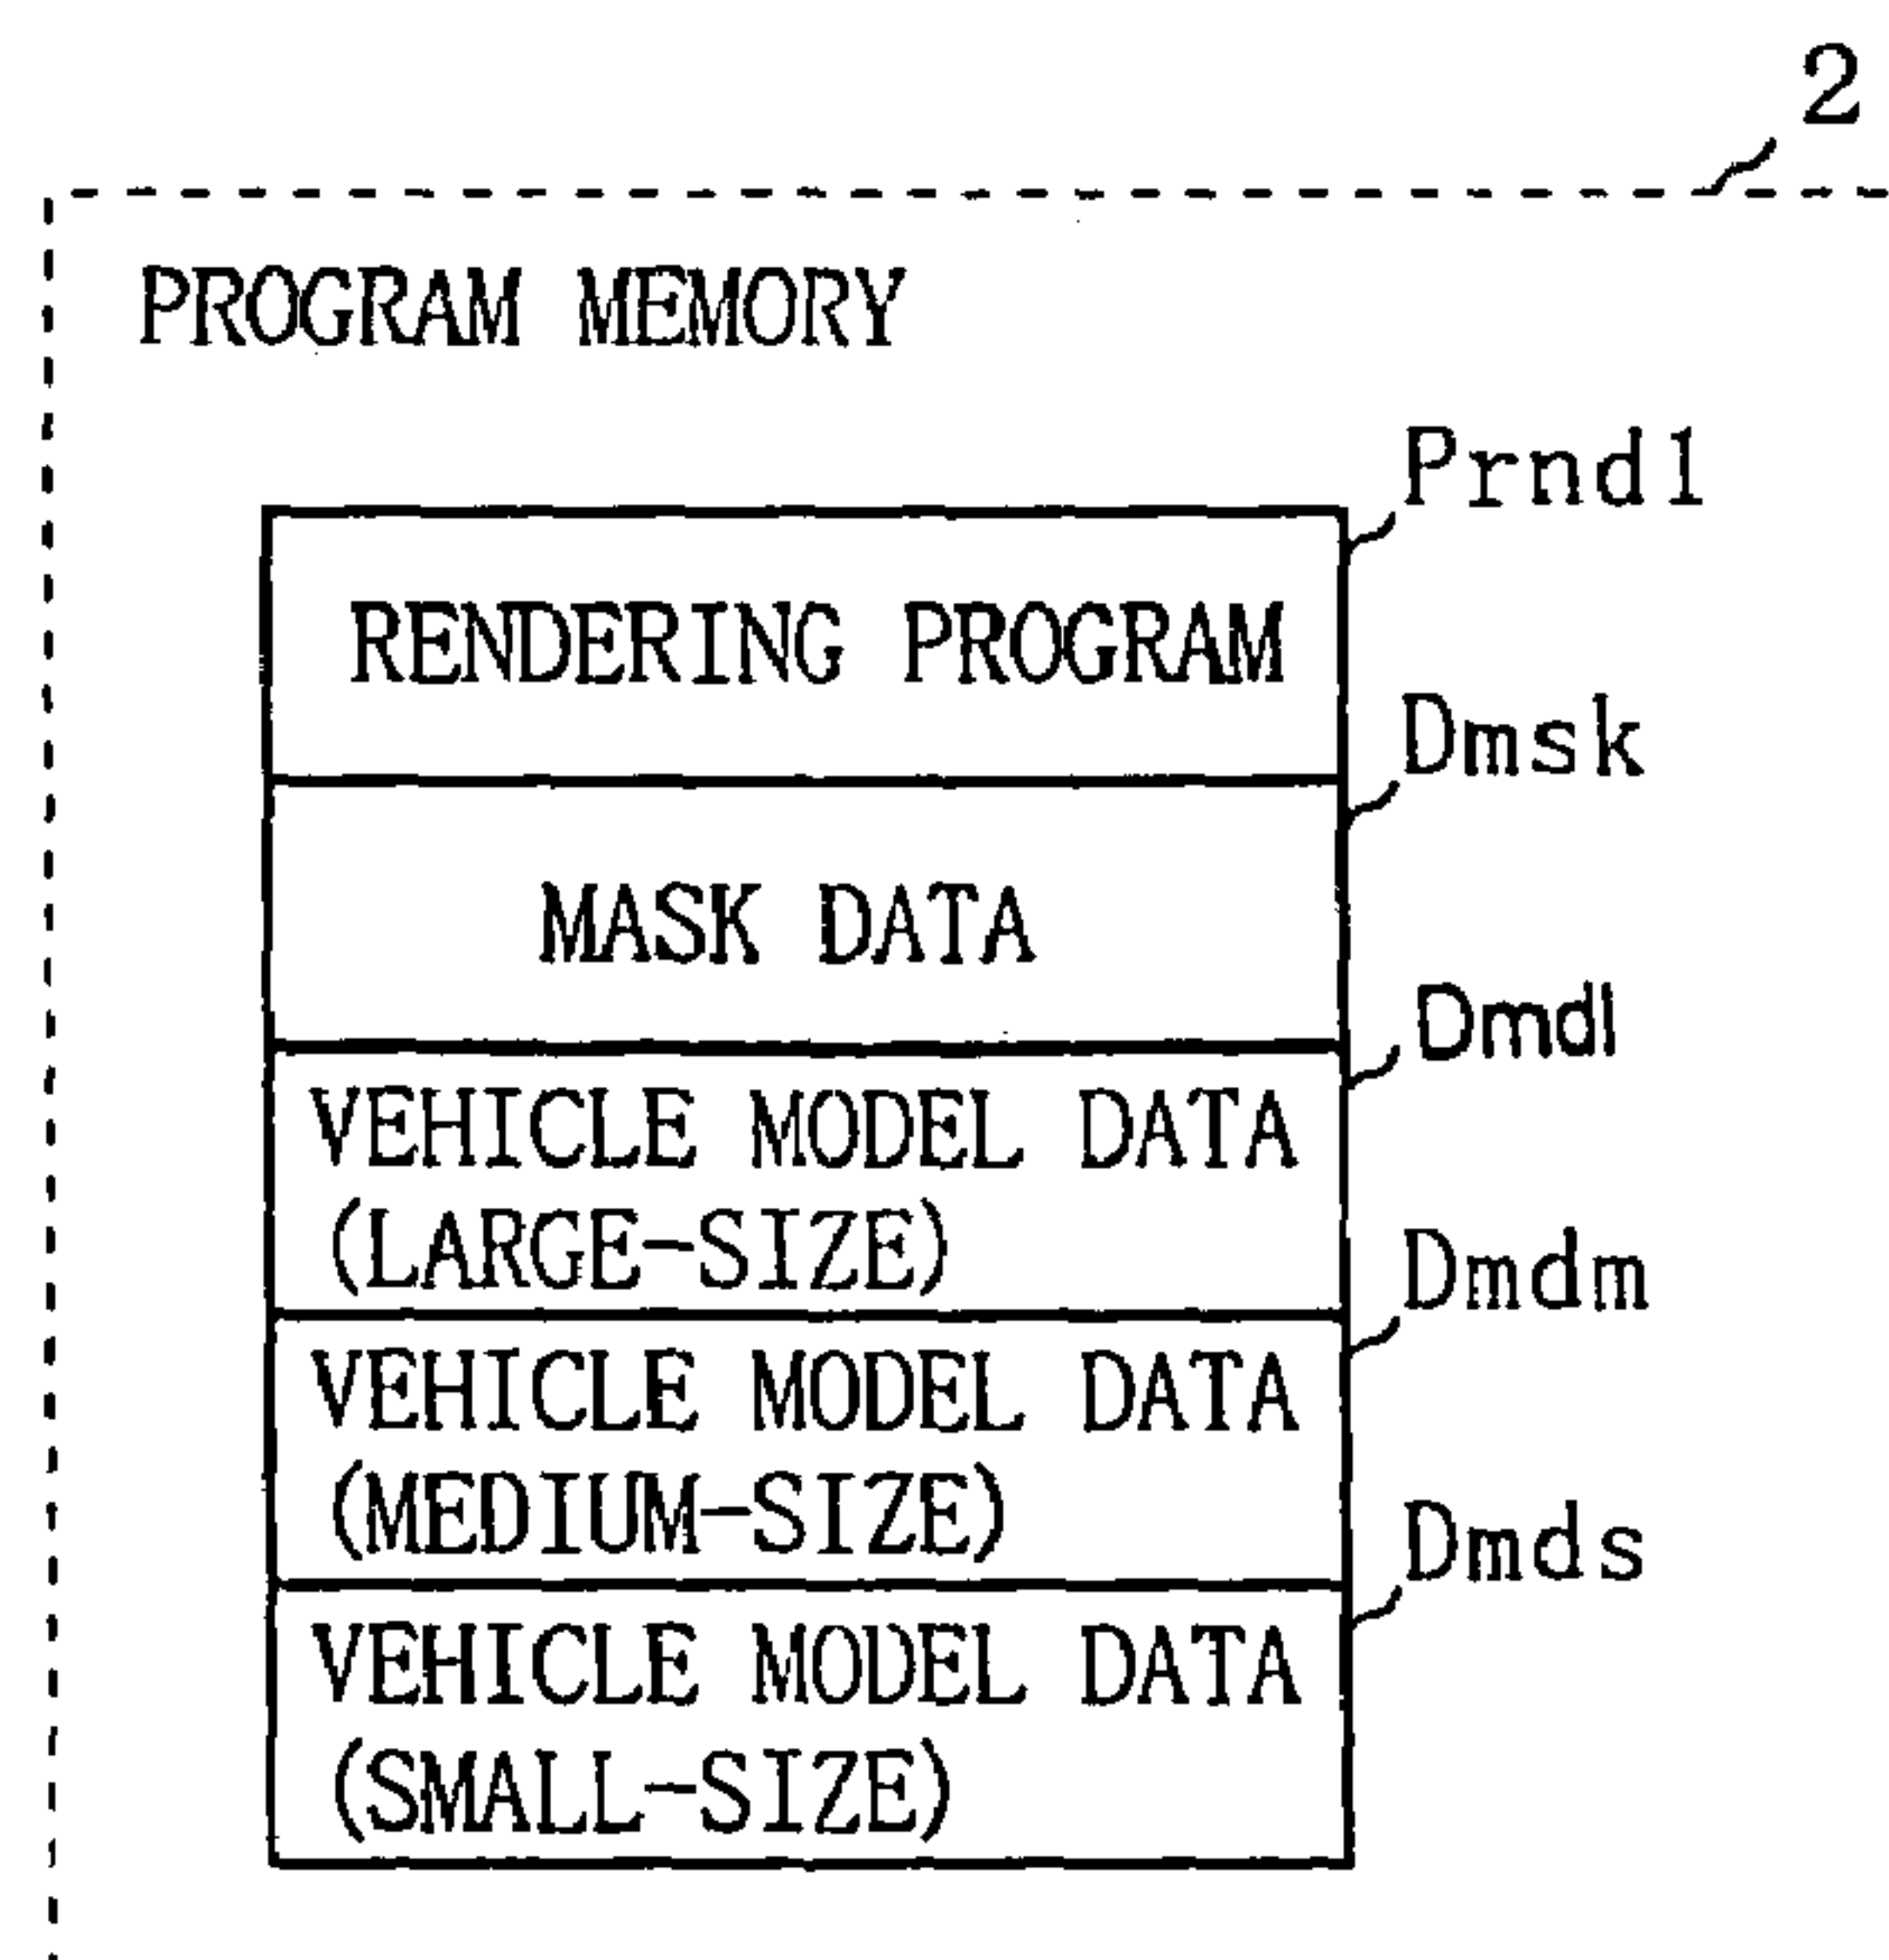 2
PROGRAM MEMORY
Prnd1
RENDERING PROGRAM
Dmsk
MASK DATA
Dmdl
VEHICLE MODEL DATA
(LARGE-SIZE)
Dmdm
VEHICLE MODEL DATA
(MEDIUM-SIZE)
Dmds
VEHICLE MODEL DATA
(SMALL-SIZE)